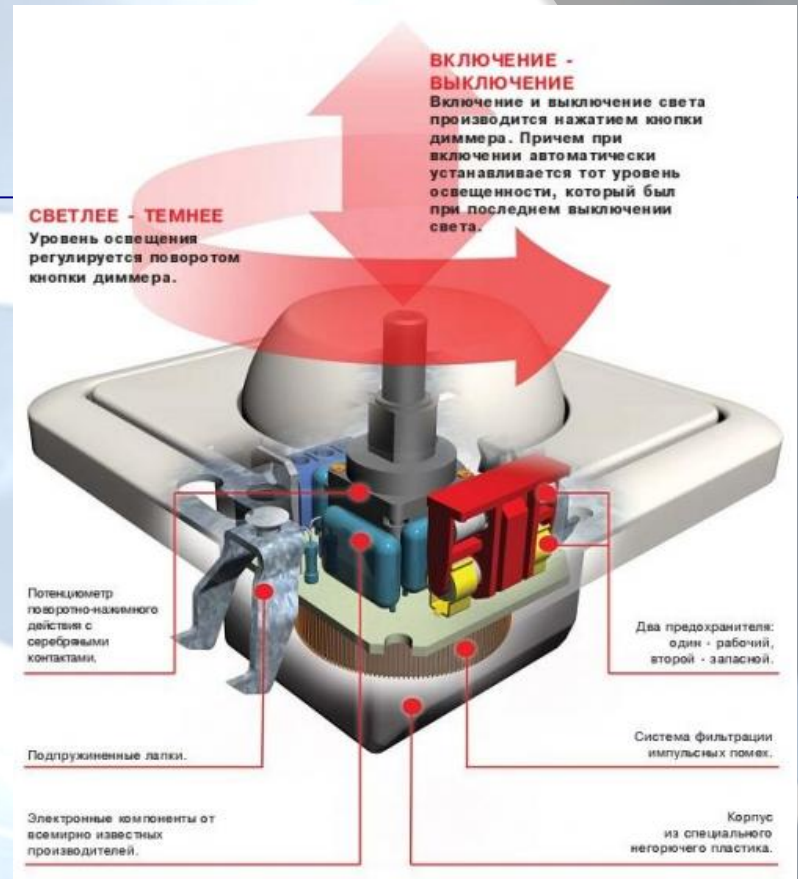 ВКЛЮЧЕНИЕ -
ВЫКЛЮЧЕНИЕ
Включение и выключение света
производится нажатием кнопки
диммера. Причем при
включении автоматически
устанавливается тот уровень
освещенности, который был
при последнем выключении
света.
СВЕТЛЕЕ - ТЕМНЕЕ
Уровень освещения
регулируется поворотом
кнопки диммера.
Потенциометр
поворотно-нажимного
действия с
серебряными
контактами.
Два предохранителя:
один - рабочий,
второй - запасной.
Подпружиненные лапки.
Система фильтрации
импульсных помех.
Электронные компоненты от
всемирно известных
производителей.
Корпус
из специального
негорючего пластика.